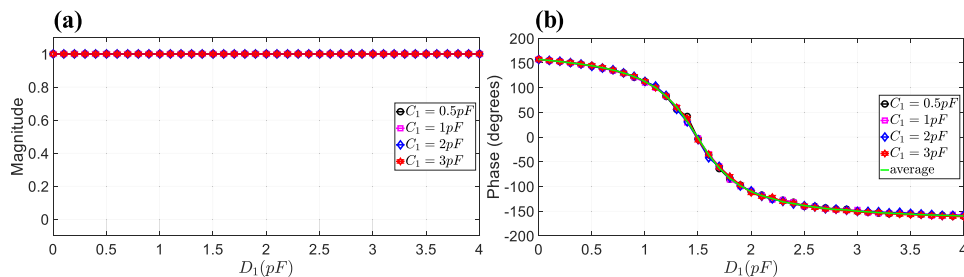 (a)
Magnitude
1
0.8
0.6
0.4
0.2
0
C₁ = 0.5pF
C₁ = 1pF
C₁ = 2pF
C₁ = 3pF
0 0.5 1 1.5 2 2.5 3 3.5 4
D₁(pF)
(b)
Phase (degrees)
200
150
100
50
0
-50
-100
-150
-200
C₁ = 0.5pF
C₁ = 1pF
C₁ = 2pF
C₁ = 3pF
average
0 0.5 1 1.5 2 2.5 3 3.5 4
D₁(pF)